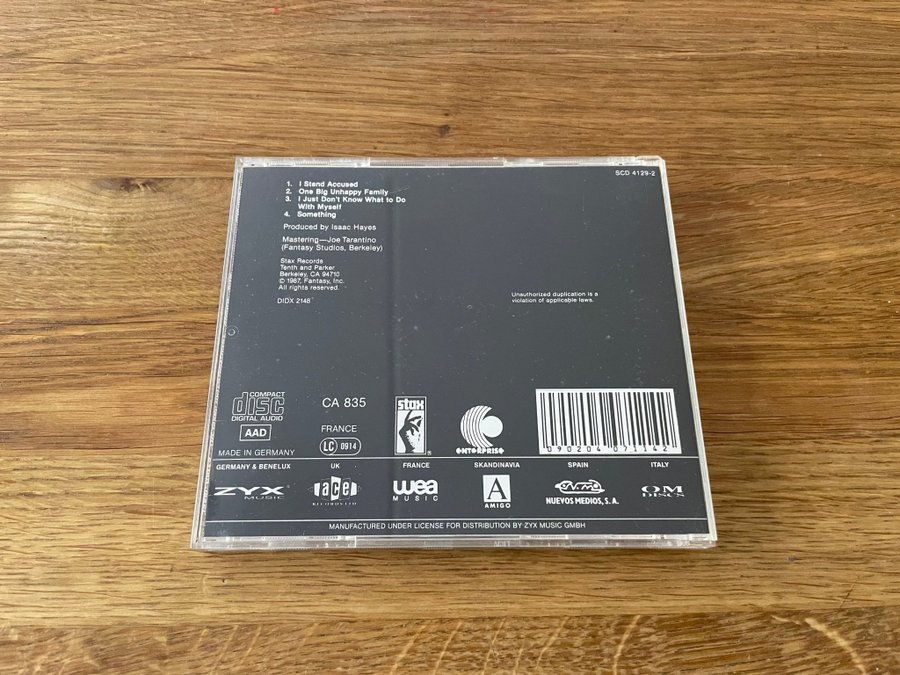 SCD 4129-2
1. I Stand Accused
2. One Big Unhappy Family
3. I Just Don't Know What to Do
With Myself
4. Something
Produced by Isaac Hayes
Mastering—Joe Tarantino
(Fantasy Studios, Berkeley)
Stax Records
Tenth and Parker
Berkeley, CA 94710
© 1987, Fantasy, Inc.
All rights reserved.
DIDX 2148
Unauthorized duplication is a
violation of applicable laws.
COMPACT
disc
DIGITAL AUDIO
AAD
MADE IN GERMANY
CA 835
FRANCE
LC 0914
stax
®
ENTERPRISE
0 90204 07114 2
GERMANY & BENELUX
UK
FRANCE
SKANDINAVIA
SPAIN
ITALY
ZYX
MUSIC
ace
RECORDS LTD
wea
MUSIC
A
AMIGO
N.M
NUEVOS MEDIOS, S.A.
OM
DISCS
MANUFACTURED UNDER LICENSE FOR DISTRIBUTION BY ZYX MUSIC GMBH